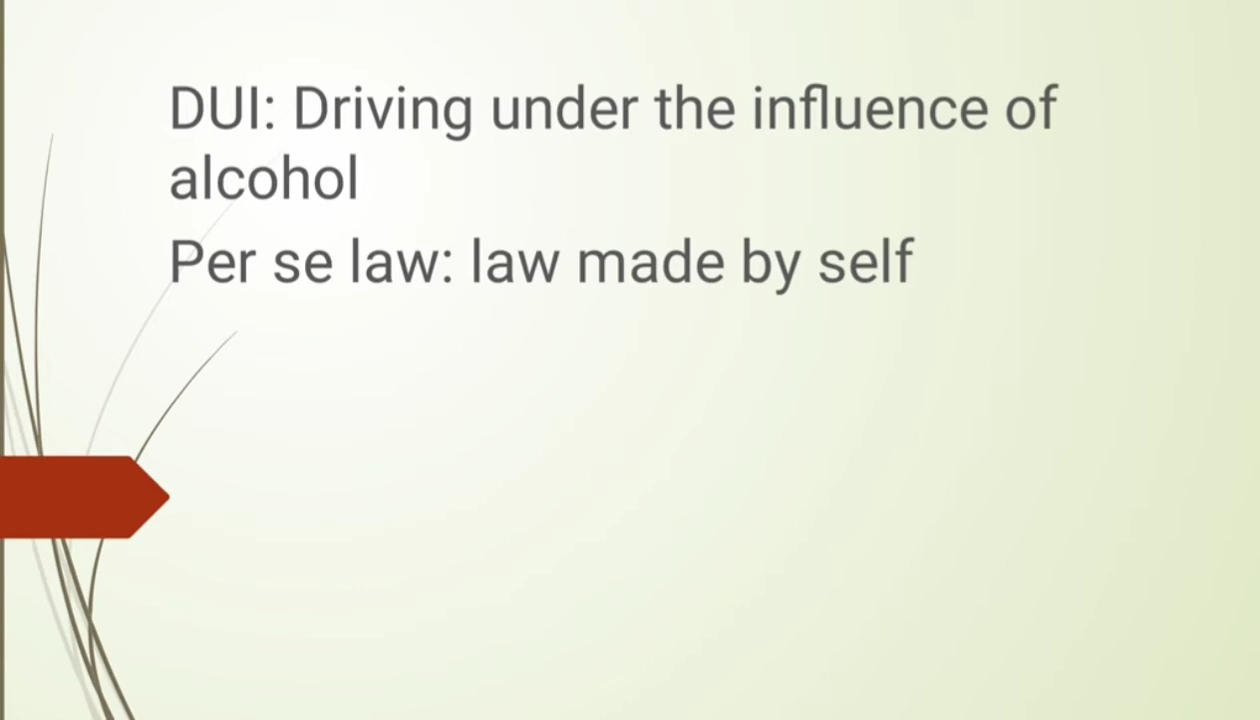 DUI: Driving under the influence of
alcohol
Per se law: law made by self